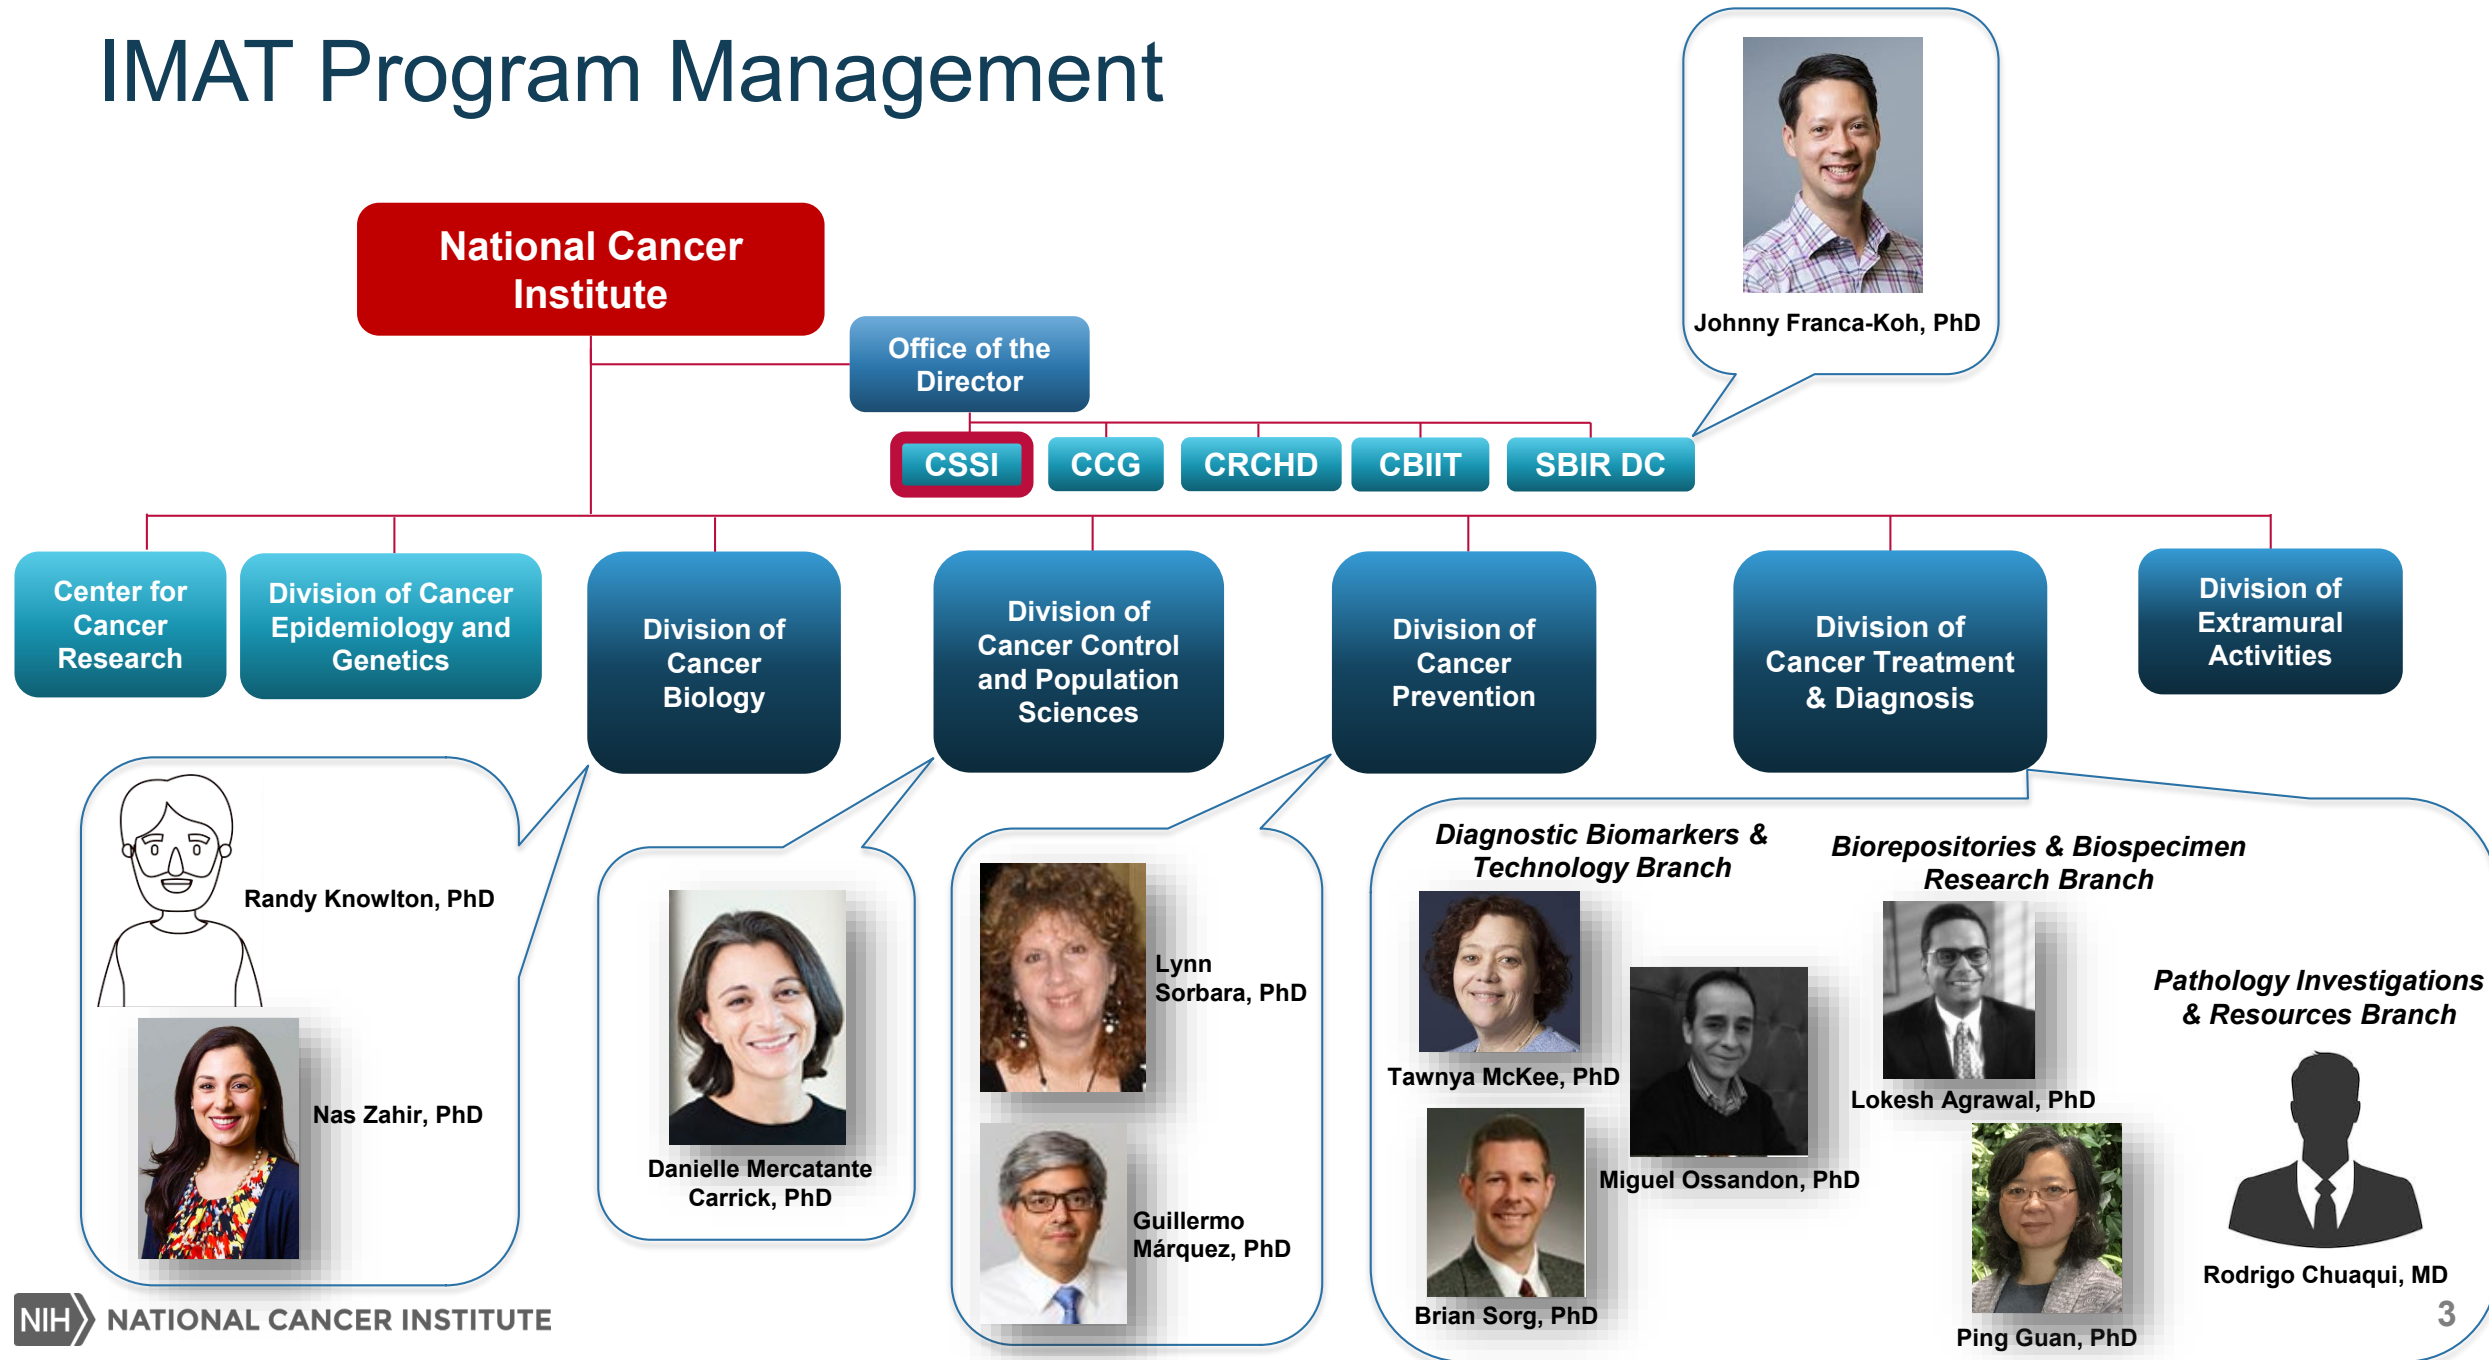 IMAT Program Management
Johnny Franca-Koh, PhD
National Cancer
Institute
Office of the
Director
CSSI
CCG
CRCHD
CBIIT
SBIR DC
Center for
Cancer
Research
Division of Cancer
Epidemiology and
Genetics
Division of
Cancer
Biology
Division of
Cancer Control
and Population
Sciences
Division of
Cancer
Prevention
Division of
Cancer Treatment
& Diagnosis
Division of
Extramural
Activities
Randy Knowlton, PhD
Nas Zahir, PhD
Danielle Mercatante
Carrick, PhD
Lynn
Sorbara, PhD
Guillermo
Márquez, PhD
Diagnostic Biomarkers &
Technology Branch
Tawnya McKee, PhD
Miguel Ossandon, PhD
Brian Sorg, PhD
Biorepositories & Biospecimen
Research Branch
Lokesh Agrawal, PhD
Ping Guan, PhD
Pathology Investigations
& Resources Branch
Rodrigo Chuaqui, MD
NIH NATIONAL CANCER INSTITUTE
3